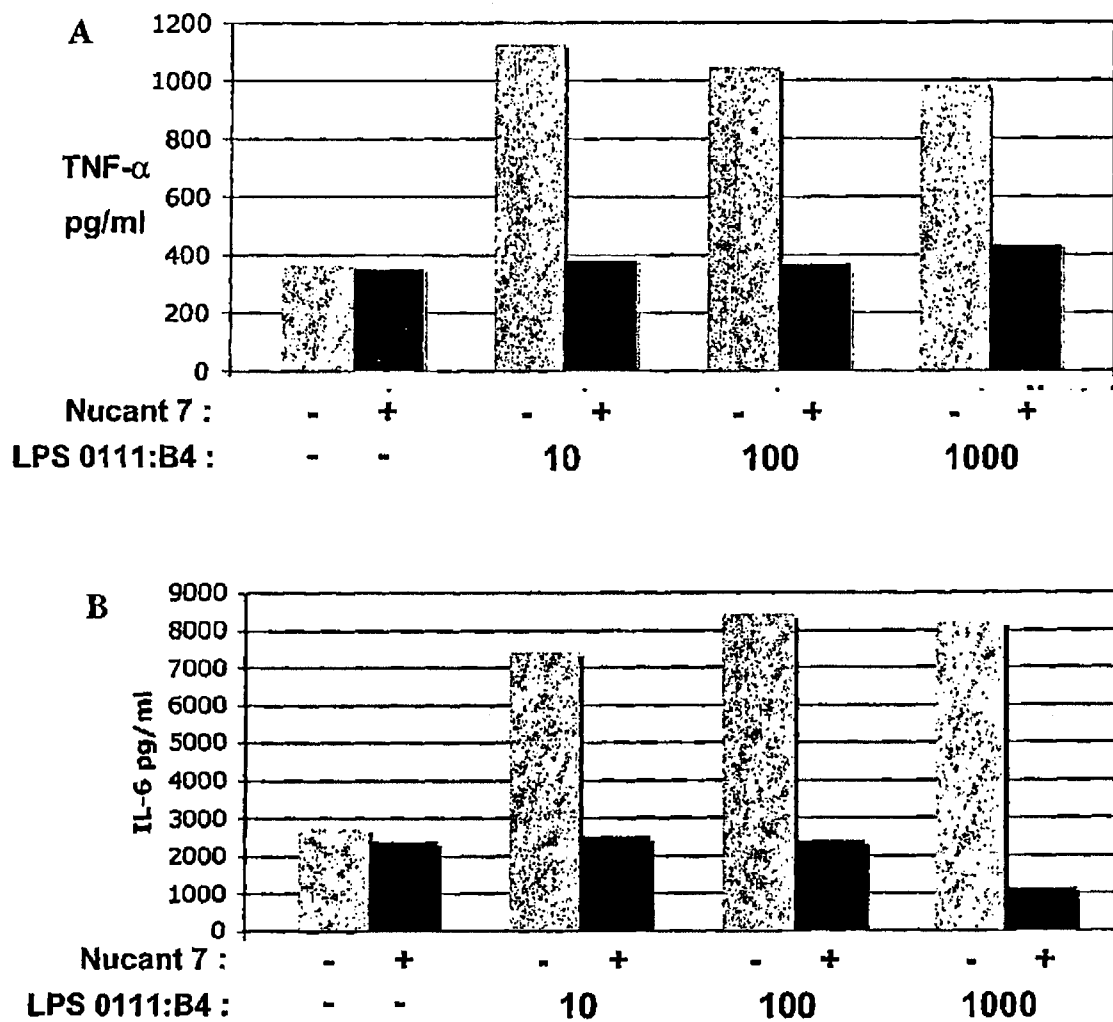 A
1200
1000
800
600
400
200
0
TNF-α
pg/ml
Nucant 7 : - + - + - + - +
LPS 0111:B4 : - - 10 100 1000
B
9000
8000
7000
6000
5000
4000
3000
2000
1000
0
IL-6 pg/ml
Nucant 7 : - + - + - + - +
LPS 0111:B4 : - - 10 100 1000